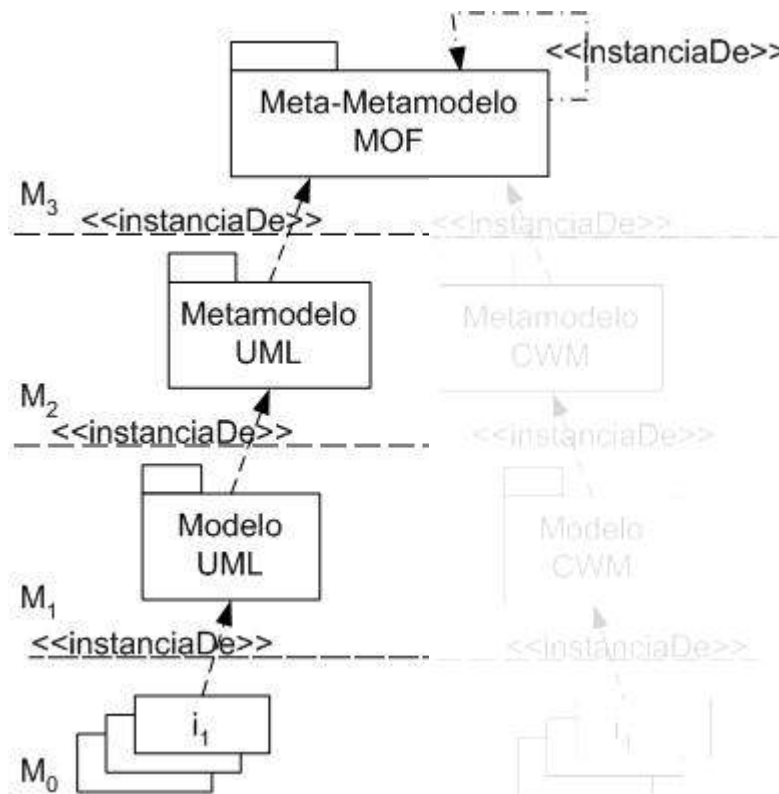 <<instanciaDe>>
Meta-Metamodelo
MOF
M3
<<instanciaDe>> <<instanciaDe>>
Metamodelo
UML
Metamodelo
CWM
M2
<<instanciaDe>> <<instanciaDe>>
Modelo
UML
Modelo
CWM
M1
<<instanciaDe>> <<instanciaDe>>
i1
i1
M0